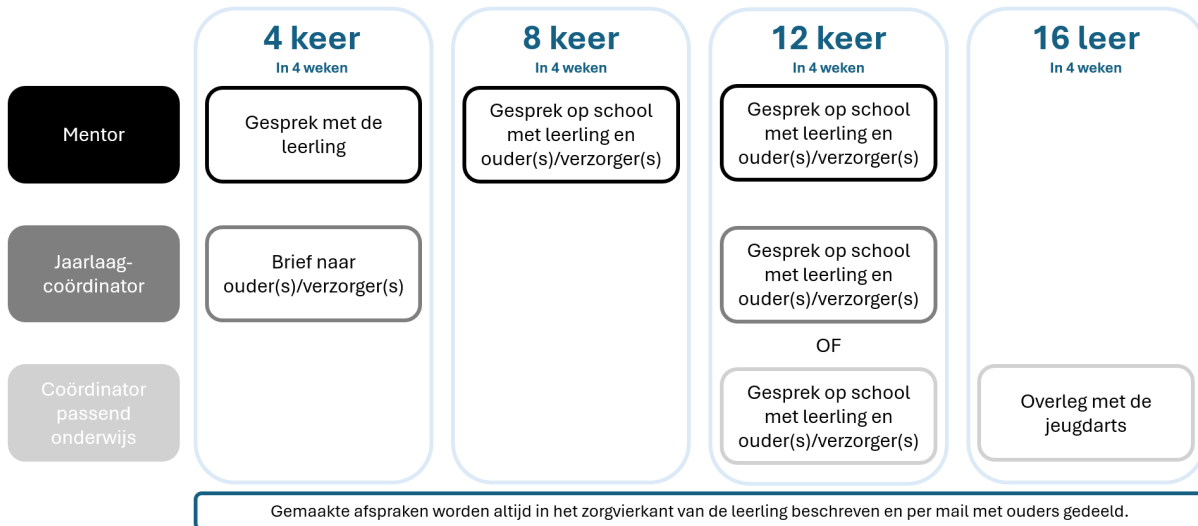 4 keer
In 4 weken
8 keer
In 4 weken
12 keer
In 4 weken
16 leer
In 4 weken
Mentor
Gesprek met de
leerling
Gesprek op school
met leerling en
ouder(s)/verzorger(s)
Gesprek op school
met leerling en
ouder(s)/verzorger(s)
Jaarlaag-
coördinator
Brief naar
ouder(s)/verzorger(s)
Gesprek op school
met leerling en
ouder(s)/verzorger(s)
OF
Coördinator
passend
onderwijs
Gesprek op school
met leerling en
ouder(s)/verzorger(s)
Overleg met de
jeugdarts
Gemaakte afspraken worden altijd in het zorgvierkant van de leerling beschreven en per mail met ouders gedeeld.